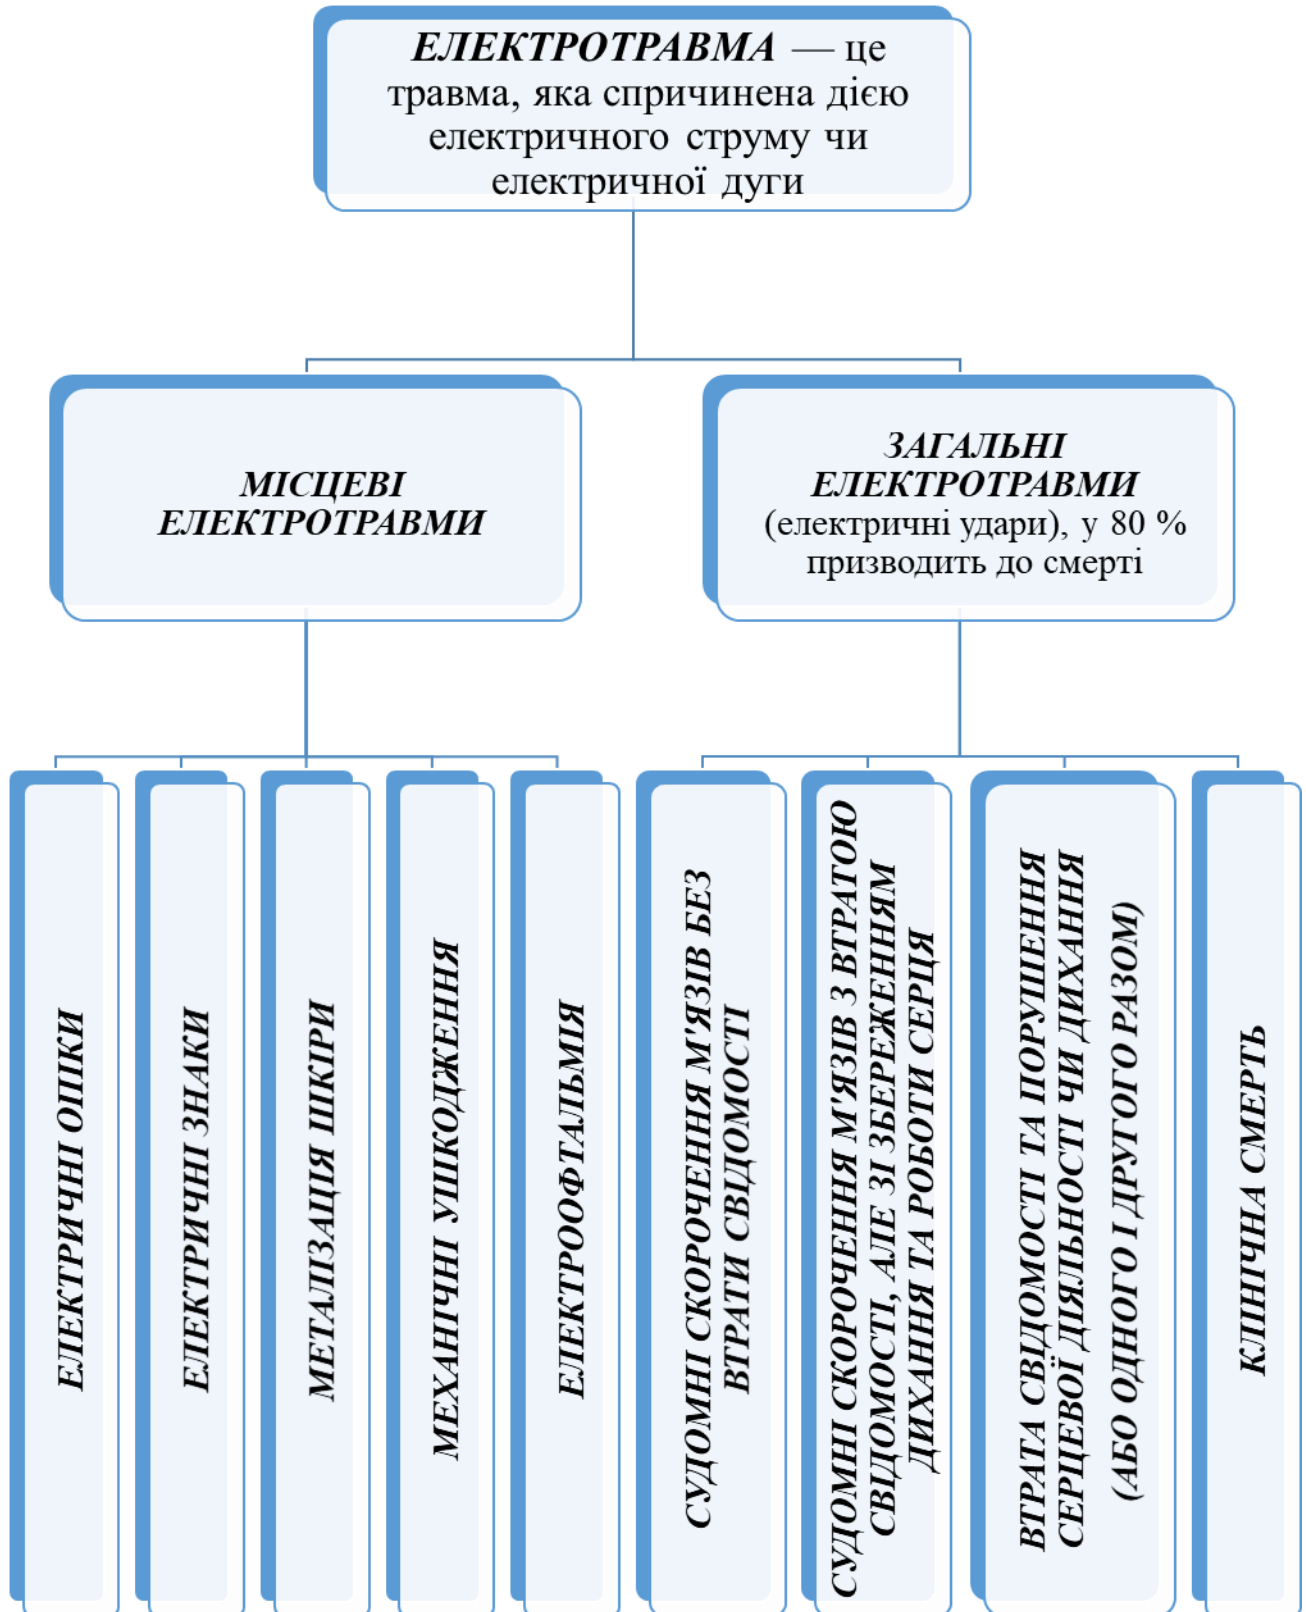 ЕЛЕКТРОТРАВМА — це
травма, яка спричинена дією
електричного струму чи
електричної дуги
МІСЦЕВІ
ЕЛЕКТРОТРАВМИ
ЗАГАЛЬНІ
ЕЛЕКТРОТРАВМИ
(електричні удари), у 80 %
призводить до смерті
ЕЛЕКТРИЧНІ ОПІКИ
ЕЛЕКТРИЧНІ ЗНАКИ
МЕТАЛІЗАЦІЯ ШКІРИ
МЕХАНІЧНІ УШКОДЖЕННЯ
ЕЛЕКТРООФТАЛЬМІЯ
СУДОМНІ СКОРОЧЕННЯ М'ЯЗІВ БЕЗ
ВТРАТИ СВІДОМОСТІ
СУДОМНІ СКОРОЧЕННЯ М'ЯЗІВ З ВТРАТОЮ
СВІДОМОСТІ, АЛЕ ЗІ ЗБЕРЕЖЕННЯМ
ДИХАННЯ ТА РОБОТИ СЕРЦЯ
ВТРАТА СВІДОМОСТІ ТА ПОРУШЕННЯ
СЕРЦЕВОЇ ДІЯЛЬНОСТІ ЧИ ДИХАННЯ
(АБО ОДНОГО І ДРУГОГО РАЗОМ)
КЛІНІЧНА СМЕРТЬ